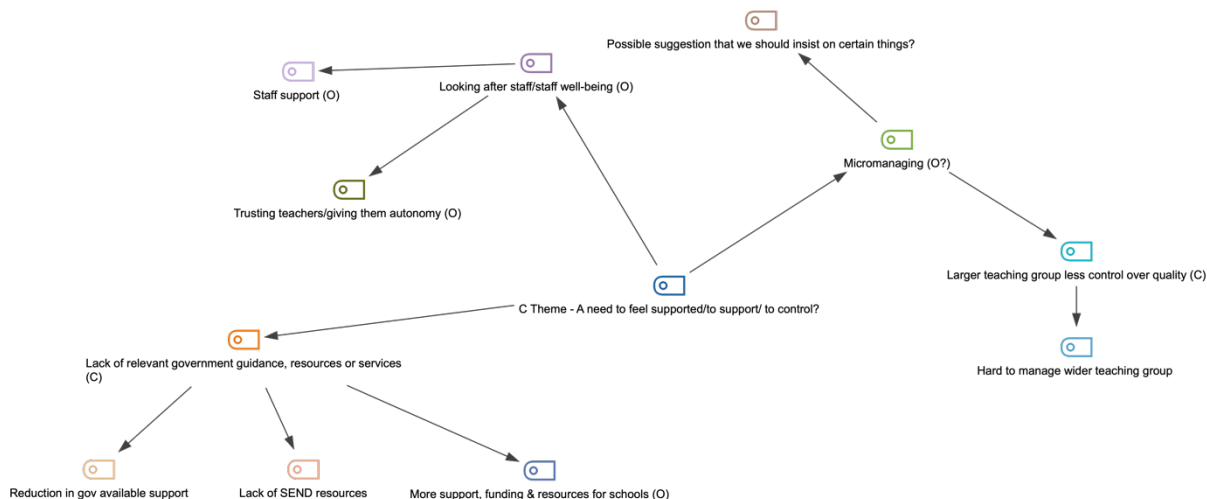 Possible suggestion that we should insist on certain things?
Looking after staff/staff well-being (O)
Staff support (O)
Micromanaging (O?)
Trusting teachers/giving them autonomy (O)
Larger teaching group less control over quality (C)
C Theme - A need to feel supported/to support/ to control?
Lack of relevant government guidance, resources or services
(C)
Hard to manage wider teaching group
Reduction in gov available support
Lack of SEND resources
More support, funding & resources for schools (O)